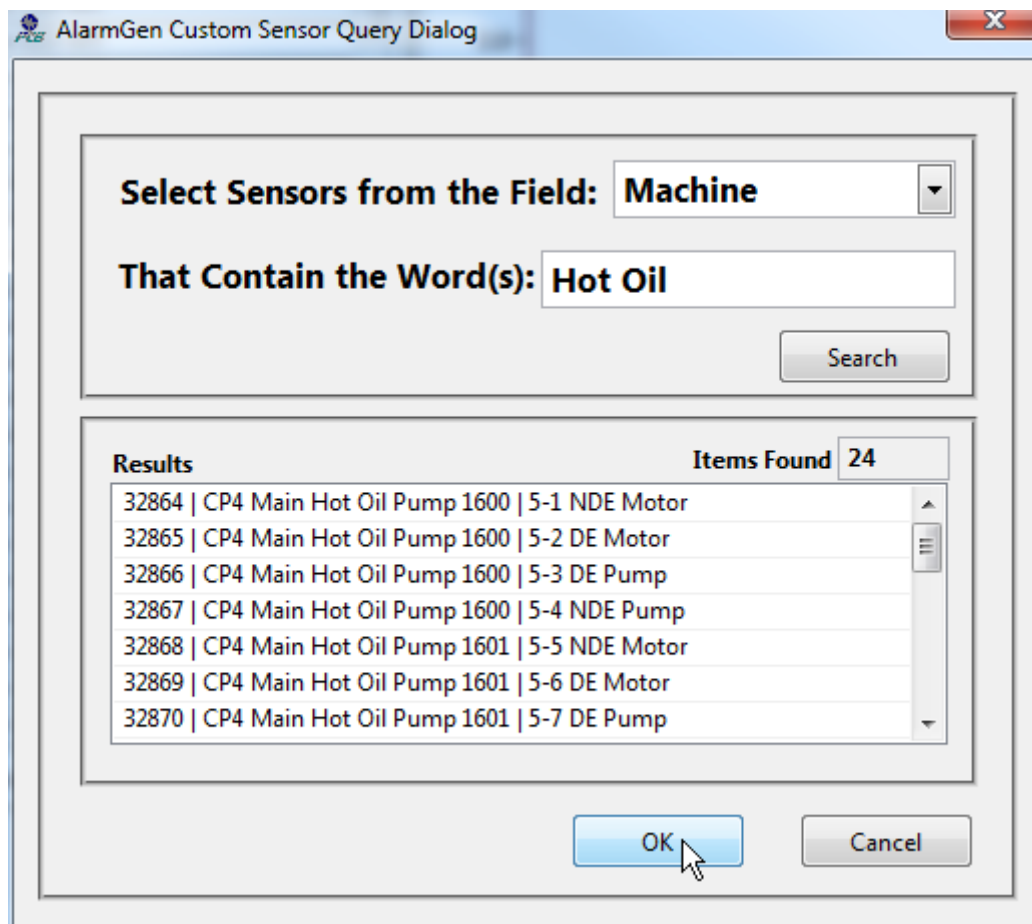 AlarmGen Custom Sensor Query Dialog
Select Sensors from the Field: Machine
That Contain the Word(s): Hot Oil
Search
Results Items Found 24
32864 | CP4 Main Hot Oil Pump 1600 | 5-1 NDE Motor
32865 | CP4 Main Hot Oil Pump 1600 | 5-2 DE Motor
32866 | CP4 Main Hot Oil Pump 1600 | 5-3 DE Pump
32867 | CP4 Main Hot Oil Pump 1600 | 5-4 NDE Pump
32868 | CP4 Main Hot Oil Pump 1601 | 5-5 NDE Motor
32869 | CP4 Main Hot Oil Pump 1601 | 5-6 DE Motor
32870 | CP4 Main Hot Oil Pump 1601 | 5-7 DE Pump
OK Cancel